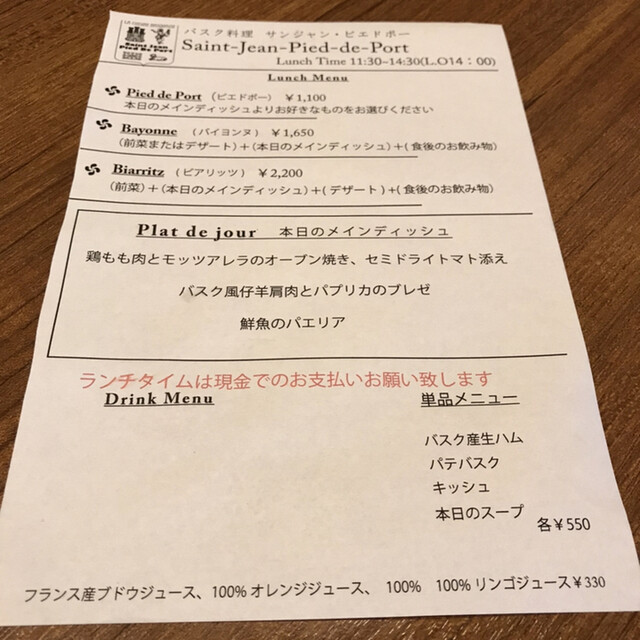 Saint-Jean
Pied de Port
バスク料理 サンジャン・ピエドポー
Saint-Jean-Pied-de-Port
Lunch Time 11:30~14:30(L.O14：00)
Lunch Menu
Pied de Port （ピエドポー） ￥1,100
本日のメインディッシュよりお好きなものをお選びください
Bayonne （バイヨンヌ） ￥1,650
（前菜またはデザート）＋（本日のメインディッシュ）＋（食後のお飲み物）
Biarritz （ビアリッツ） ￥2,200
（前菜）＋（本日のメインディッシュ）＋（デザート）＋（食後のお飲み物）
Plat de jour 本日のメインディッシュ
鶏もも肉とモッツアレラのオーブン焼き、セミドライトマト添え
バスク風仔羊肩肉とパプリカのブレゼ
鮮魚のパエリア
ランチタイムは現金でのお支払いお願い致します
Drink Menu 単品メニュー
バスク産生ハム
パテバスク
キッシュ
本日のスープ
各￥550
フランス産ブドウジュース、100% オレンジジュース、 100% 100% リンゴジュース￥330